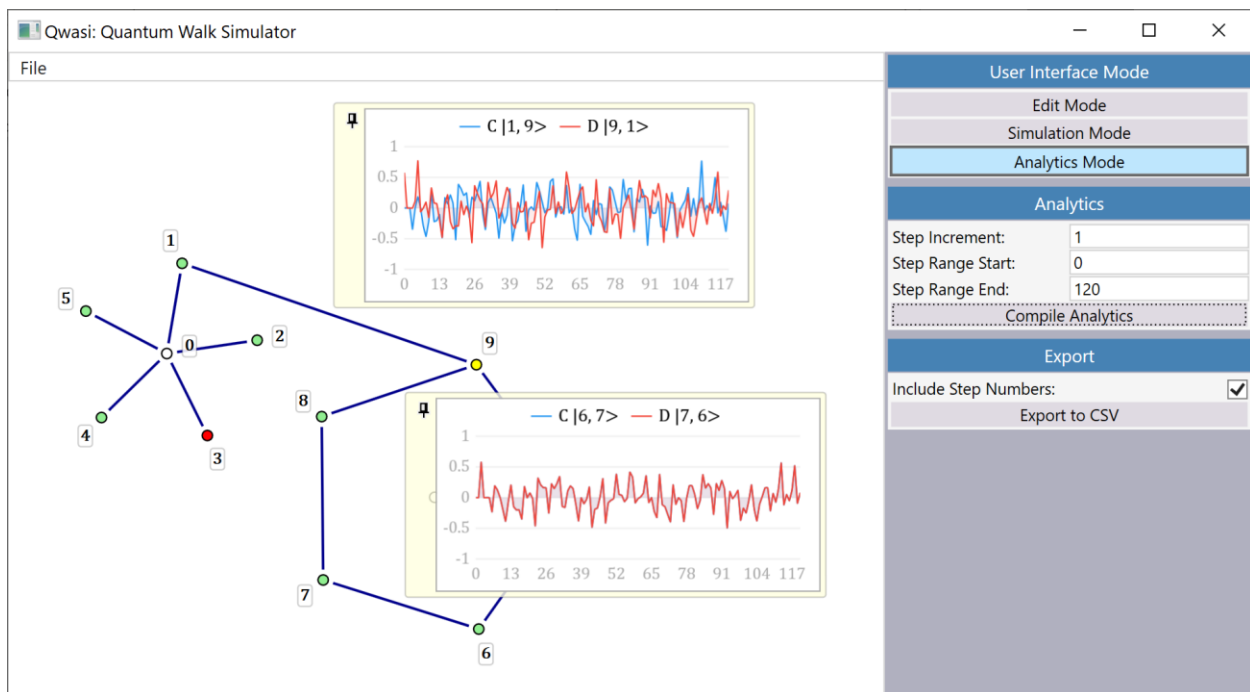 Qwasi: Quantum Walk Simulator
File
C |1, 9> D |9, 1>
1
0.5
0
-0.5
-1
0 13 26 39 52 65 78 91 104 117
1
5
0
2
9
8
4
3
C |6, 7> D |7, 6>
1
0.5
0
-0.5
-1
0 13 26 39 52 65 78 91 104 117
7
6
User Interface Mode
Edit Mode
Simulation Mode
Analytics Mode
Analytics
Step Increment: 1
Step Range Start: 0
Step Range End: 120
Compile Analytics
Export
Include Step Numbers:
Export to CSV